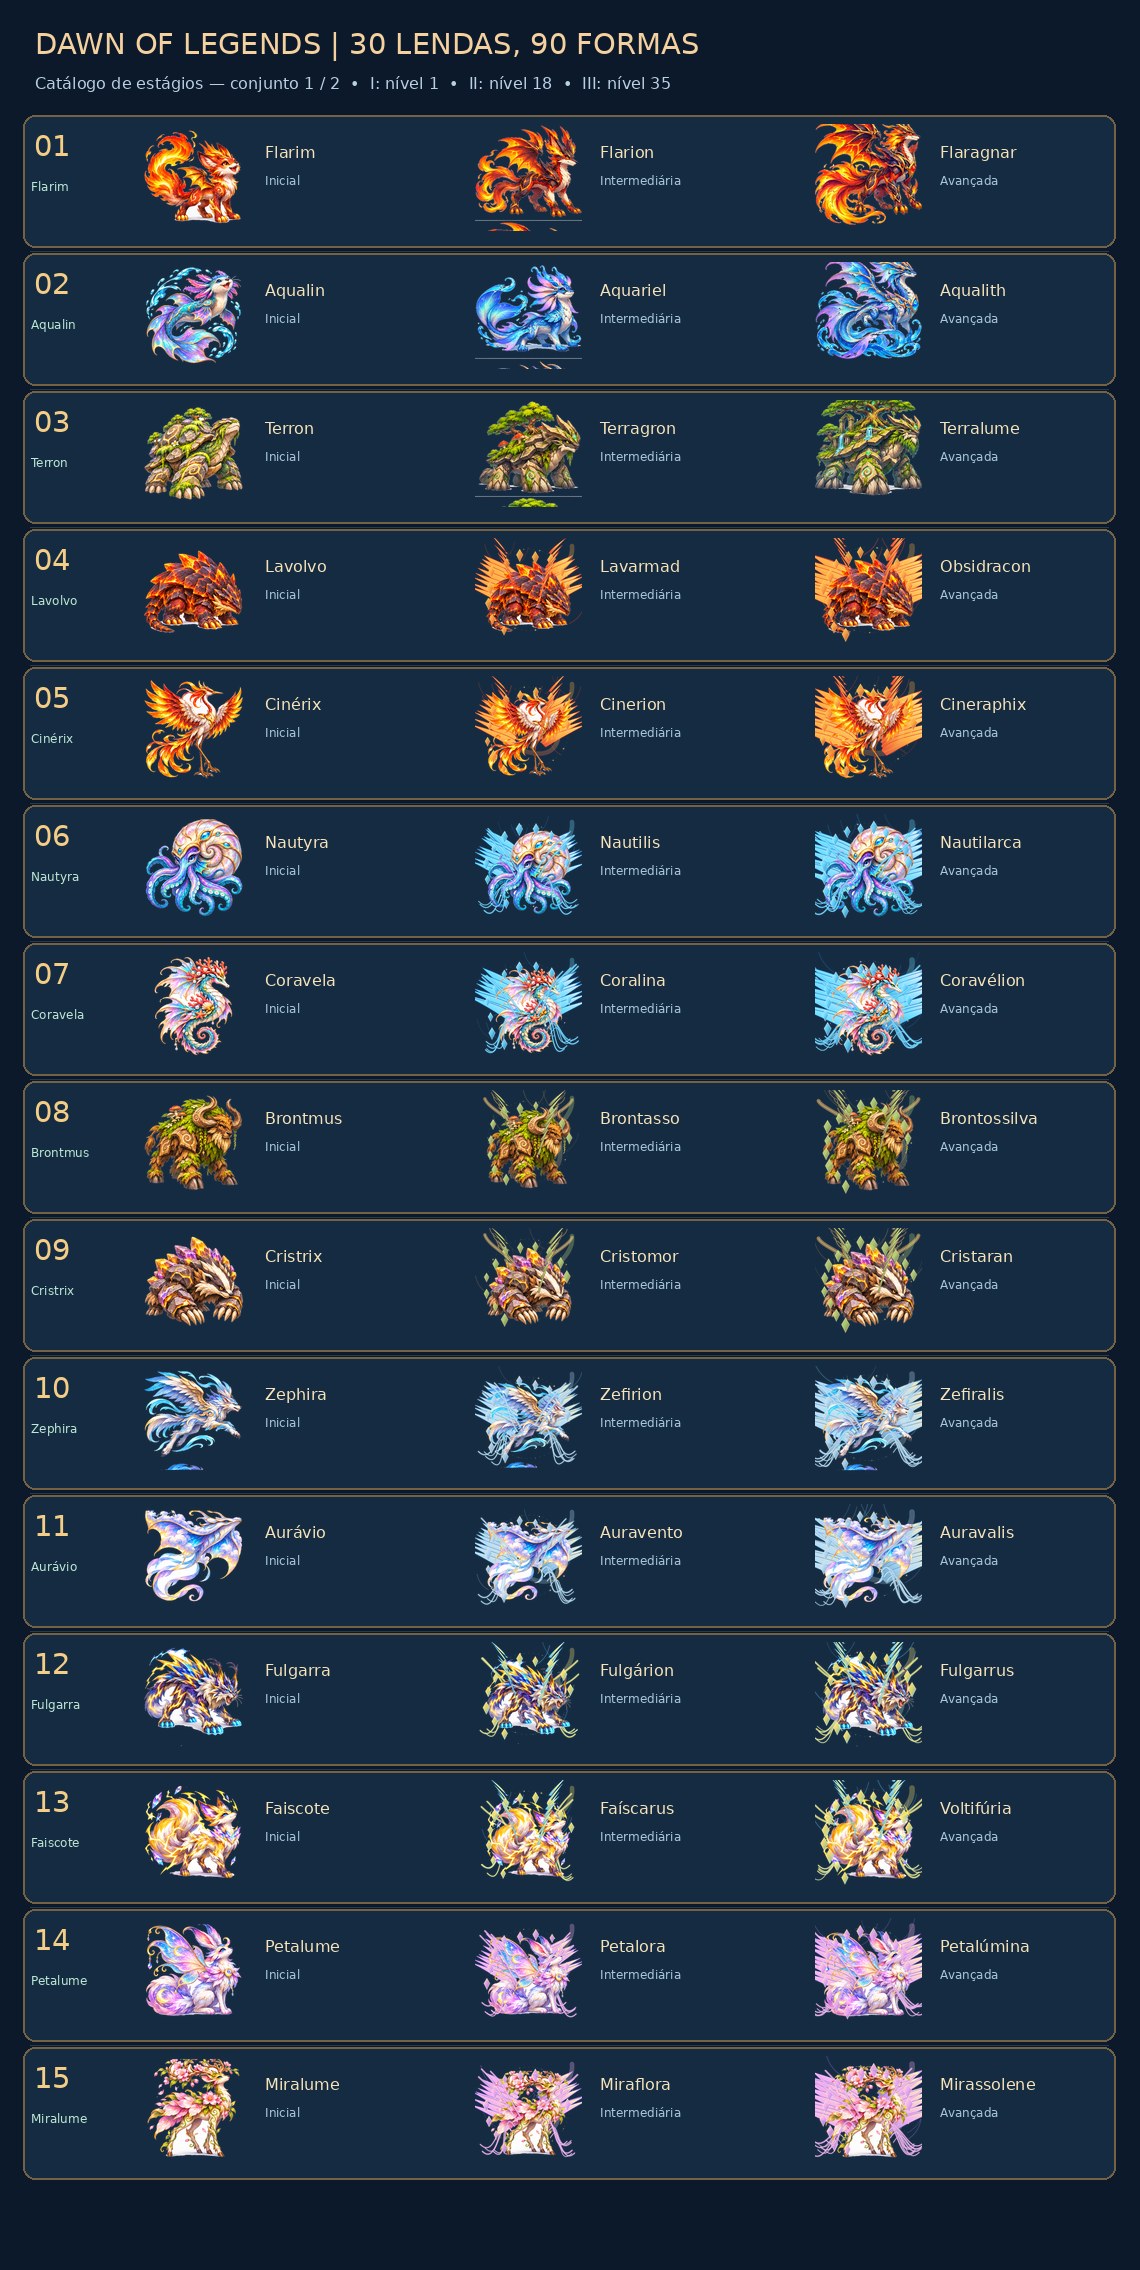 DAWN OF LEGENDS | 30 LENDAS, 90 FORMAS
Catálogo de estágios — conjunto 1 / 2 • I: nível 1 • II: nível 18 • III: nível 35
01
Flarim
Flarim
Inicial
Flarion
Intermediária
Flaragnar
Avançada
02
Aqualin
Aqualin
Inicial
Aquariel
Intermediária
Aqualith
Avançada
03
Terron
Terron
Inicial
Terragron
Intermediária
Terralume
Avançada
04
Lavolvo
Lavolvo
Inicial
Lavarmad
Intermediária
Obsidracon
Avançada
05
Cinérix
Cinérix
Inicial
Cinerion
Intermediária
Cineraphix
Avançada
06
Nautyra
Nautyra
Inicial
Nautilis
Intermediária
Nautilarca
Avançada
07
Coravela
Coravela
Inicial
Coralina
Intermediária
Coravélion
Avançada
08
Brontmus
Brontmus
Inicial
Brontasso
Intermediária
Brontossilva
Avançada
09
Cristrix
Cristrix
Inicial
Cristomor
Intermediária
Cristaran
Avançada
10
Zephira
Zephira
Inicial
Zefirion
Intermediária
Zefiralis
Avançada
11
Aurávio
Aurávio
Inicial
Auravento
Intermediária
Auravalis
Avançada
12
Fulgarra
Fulgarra
Inicial
Fulgárion
Intermediária
Fulgarrus
Avançada
13
Faiscote
Faiscote
Inicial
Faíscarus
Intermediária
Voltifúria
Avançada
14
Petalume
Petalume
Inicial
Petalora
Intermediária
Petalúmina
Avançada
15
Miralume
Miralume
Inicial
Miraflora
Intermediária
Mirassolene
Avançada